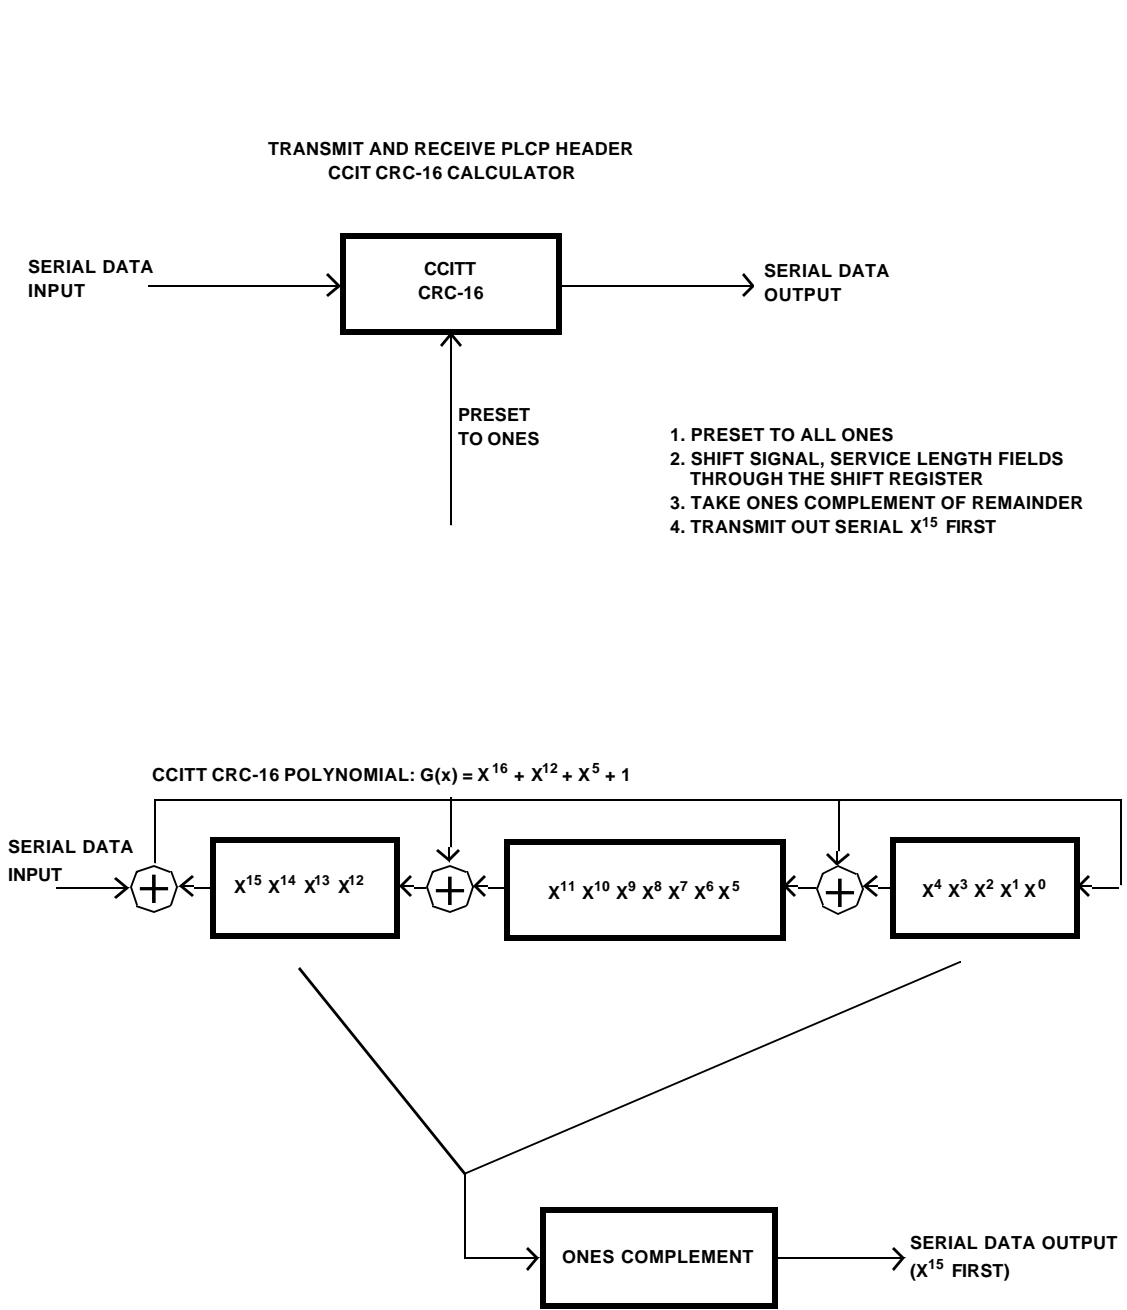 TRANSMIT AND RECEIVE PLCP HEADER
CCIT CRC-16 CALCULATOR
SERIAL DATA
INPUT
CCITT
CRC-16
SERIAL DATA
OUTPUT
PRESET
TO ONES
1. PRESET TO ALL ONES
2. SHIFT SIGNAL, SERVICE LENGTH FIELDS
THROUGH THE SHIFT REGISTER
3. TAKE ONES COMPLEMENT OF REMAINDER
4. TRANSMIT OUT SERIAL X¹⁵ FIRST
CCITT CRC-16 POLYNOMIAL: G(x) = X¹⁶ + X¹² + X⁵ + 1
SERIAL DATA
INPUT
X¹⁵ X¹⁴ X¹³ X¹²
X¹¹ X¹⁰ X⁹ X⁸ X⁷ X⁶ X⁵
X⁴ X³ X² X¹ X⁰
ONES COMPLEMENT
SERIAL DATA OUTPUT
(X¹⁵ FIRST)